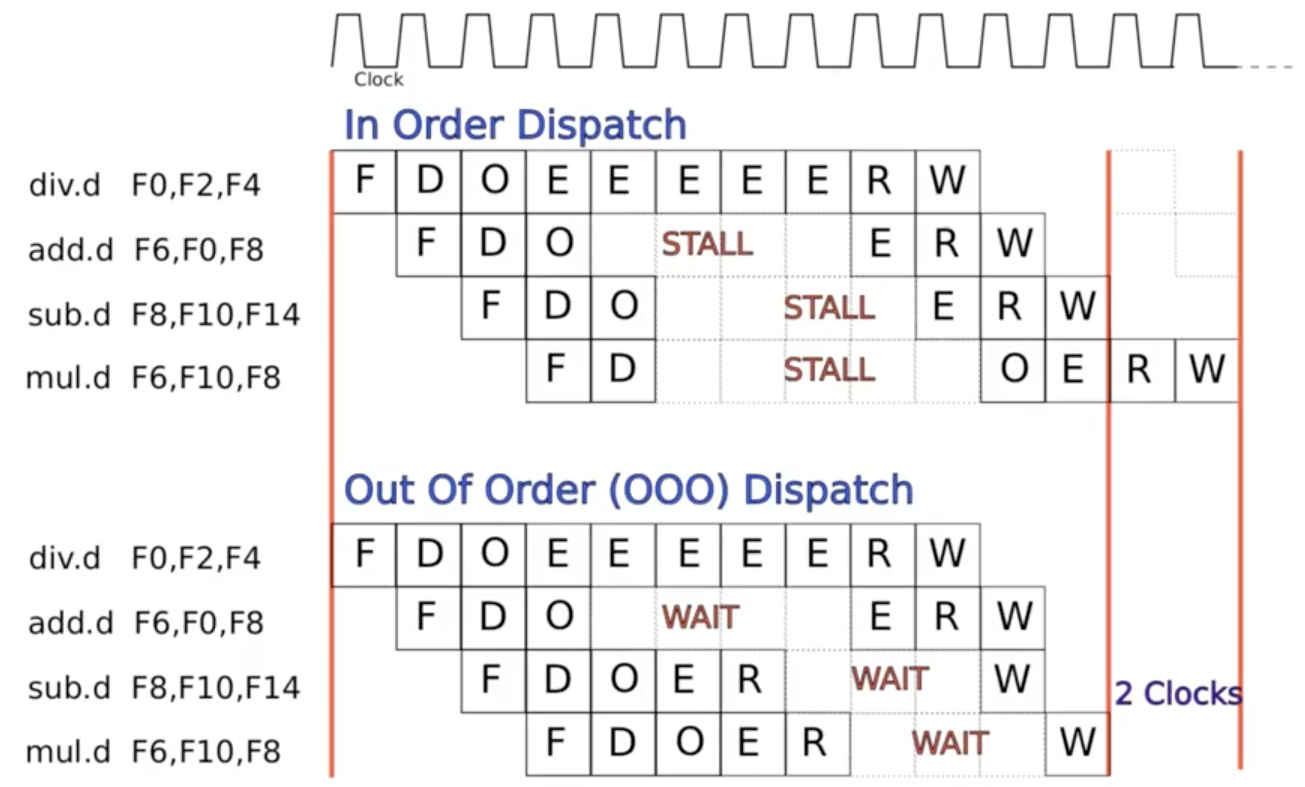 Clock
In Order Dispatch
div.d F0,F2,F4 F D O E E E E E R W
add.d F6,F0,F8 F D O STALL E R W
sub.d F8,F10,F14 F D O STALL E R W
mul.d F6,F10,F8 F D STALL O E R W
Out Of Order (OOO) Dispatch
div.d F0,F2,F4 F D O E E E E E R W
add.d F6,F0,F8 F D O WAIT E R W
sub.d F8,F10,F14 F D O E R WAIT W 2 Clocks
mul.d F6,F10,F8 F D O E R WAIT W